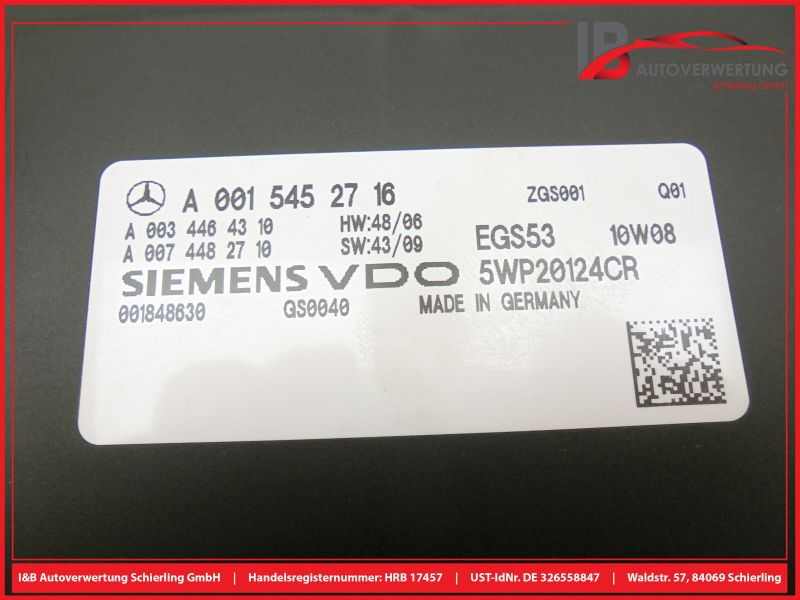 IB AUTOVERWERTUNG
Schierling GmbH
A 001 545 27 16 ZGS001 Q01
A 003 446 43 10 HW:48/06
A 007 448 27 10 SW:43/09 EGS53 10W08
SIEMENS VDO 5WP20124CR
001848630 GS0040 MADE IN GERMANY
I&B Autoverwertung Schierling GmbH | Handelsregisternummer: HRB 17457 | UST-IdNr. DE 326558847 | Waldstr. 57, 84069 Schierling